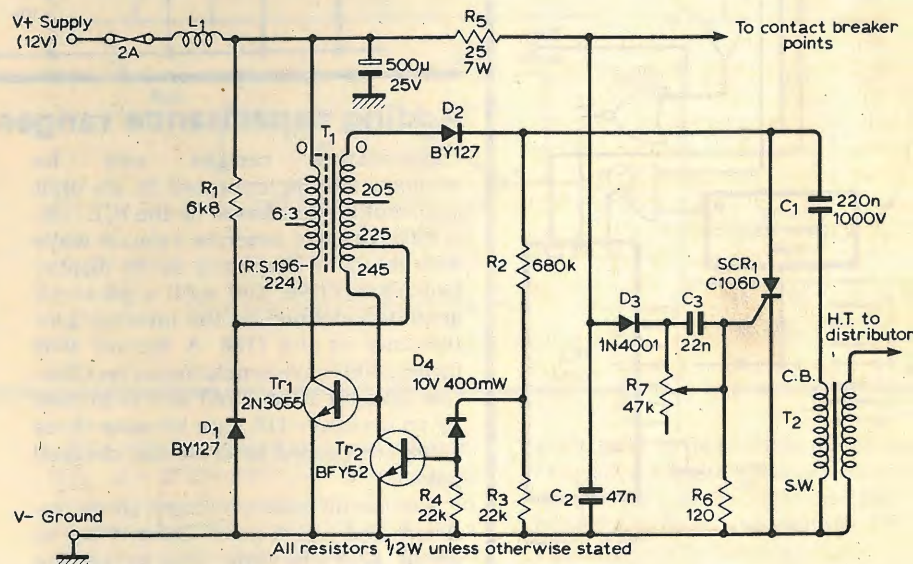 V+ Supply
(12V)
2A
L1
R5
25
7W
To contact breaker
points
500µ
25V
T1
O
O
D2
BY127
R1
6k8
6·3
205
225
245
(R.S.196-
224)
R2
680k
C1
220n
1000V
SCR1
C106D
D3
1N4001
C3
22n
H.T. to
distributor
R7
47k
C.B.
T2
S.W.
D4
10V 400mW
Tr1
2N3055
D1
BY127
Tr2
BFY52
R4
22k
R3
22k
C2
47n
R6
120
V- Ground
All resistors ½W unless otherwise stated